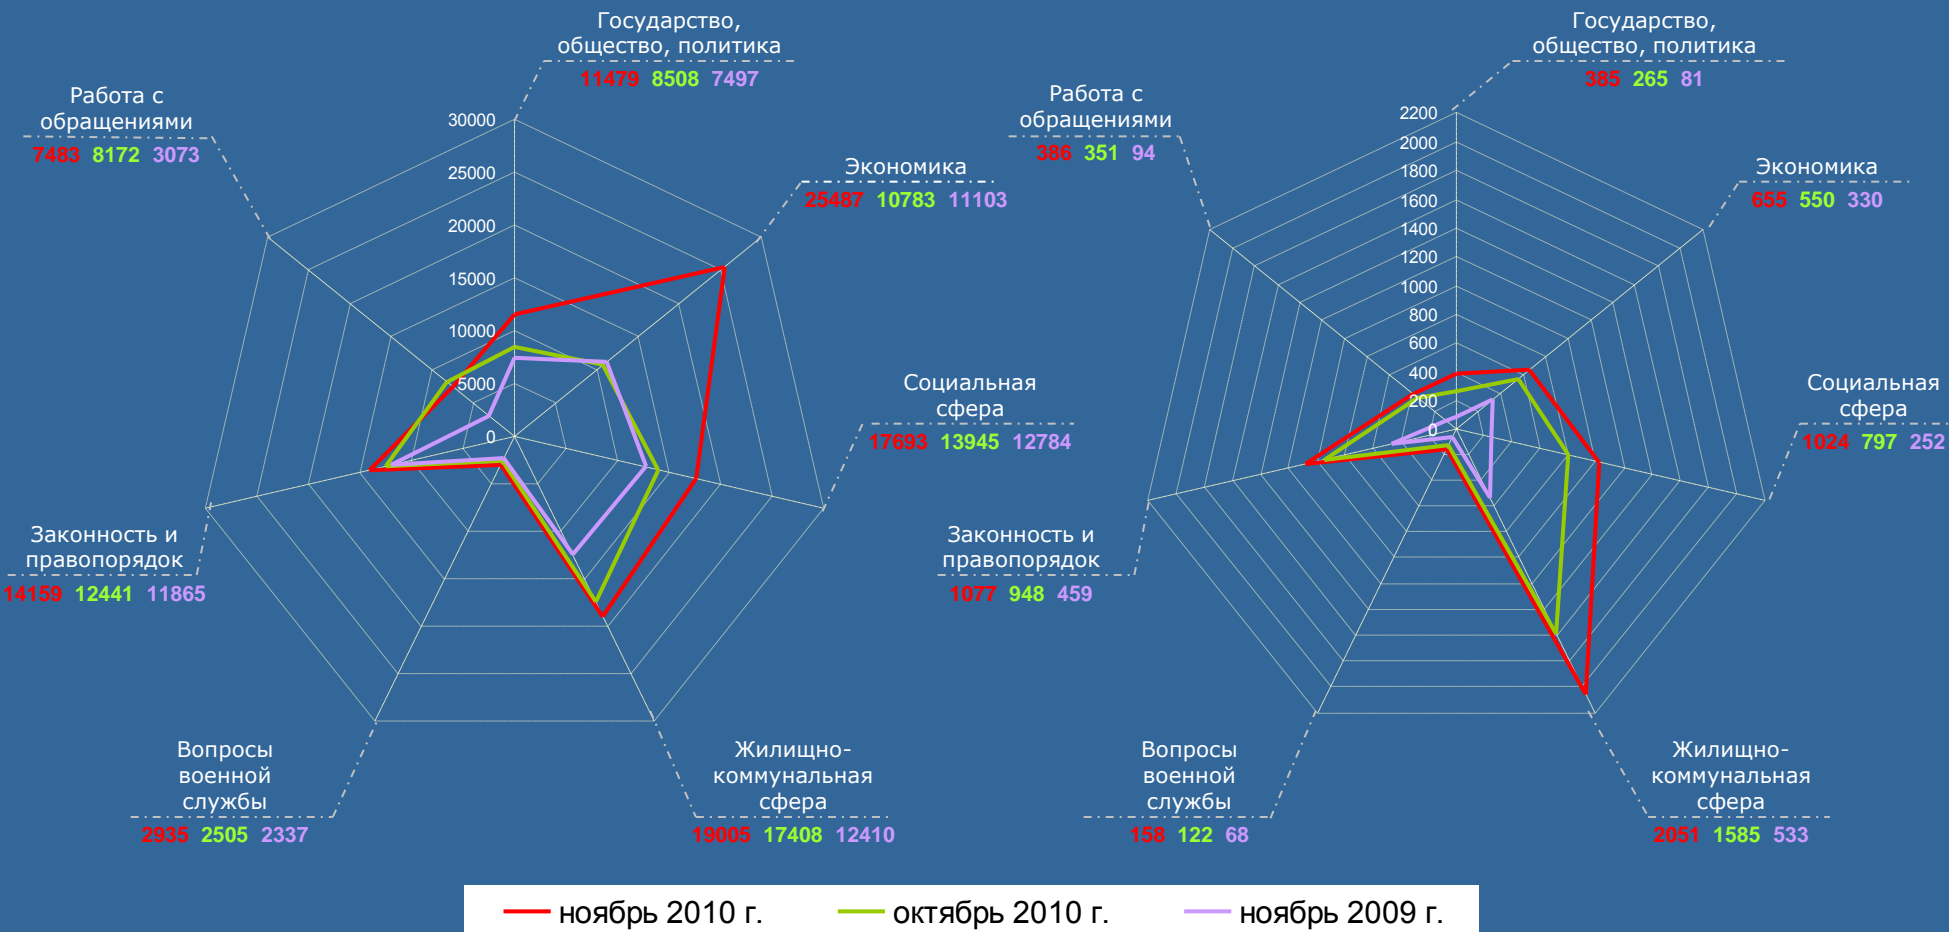 Государство,
общество, политика
11479 8508 7497
Работа с
обращениями
7483 8172 3073
Экономика
25487 10783 11103
Социальная
сфера
17693 13945 12784
Законность и
правопорядок
14159 12441 11865
Вопросы
военной
службы
2935 2505 2337
Жилищно-
коммунальная
сфера
19005 17408 12410
30000
25000
20000
15000
10000
5000
0
Государство,
общество, политика
385 265 81
Работа с
обращениями
386 351 94
Экономика
655 550 330
Социальная
сфера
1024 797 252
Законность и
правопорядок
1077 948 459
Вопросы
военной
службы
158 122 68
Жилищно-
коммунальная
сфера
2051 1585 533
2200
2000
1800
1600
1400
1200
1000
800
600
400
200
0
ноябрь 2010 г. октябрь 2010 г. ноябрь 2009 г.